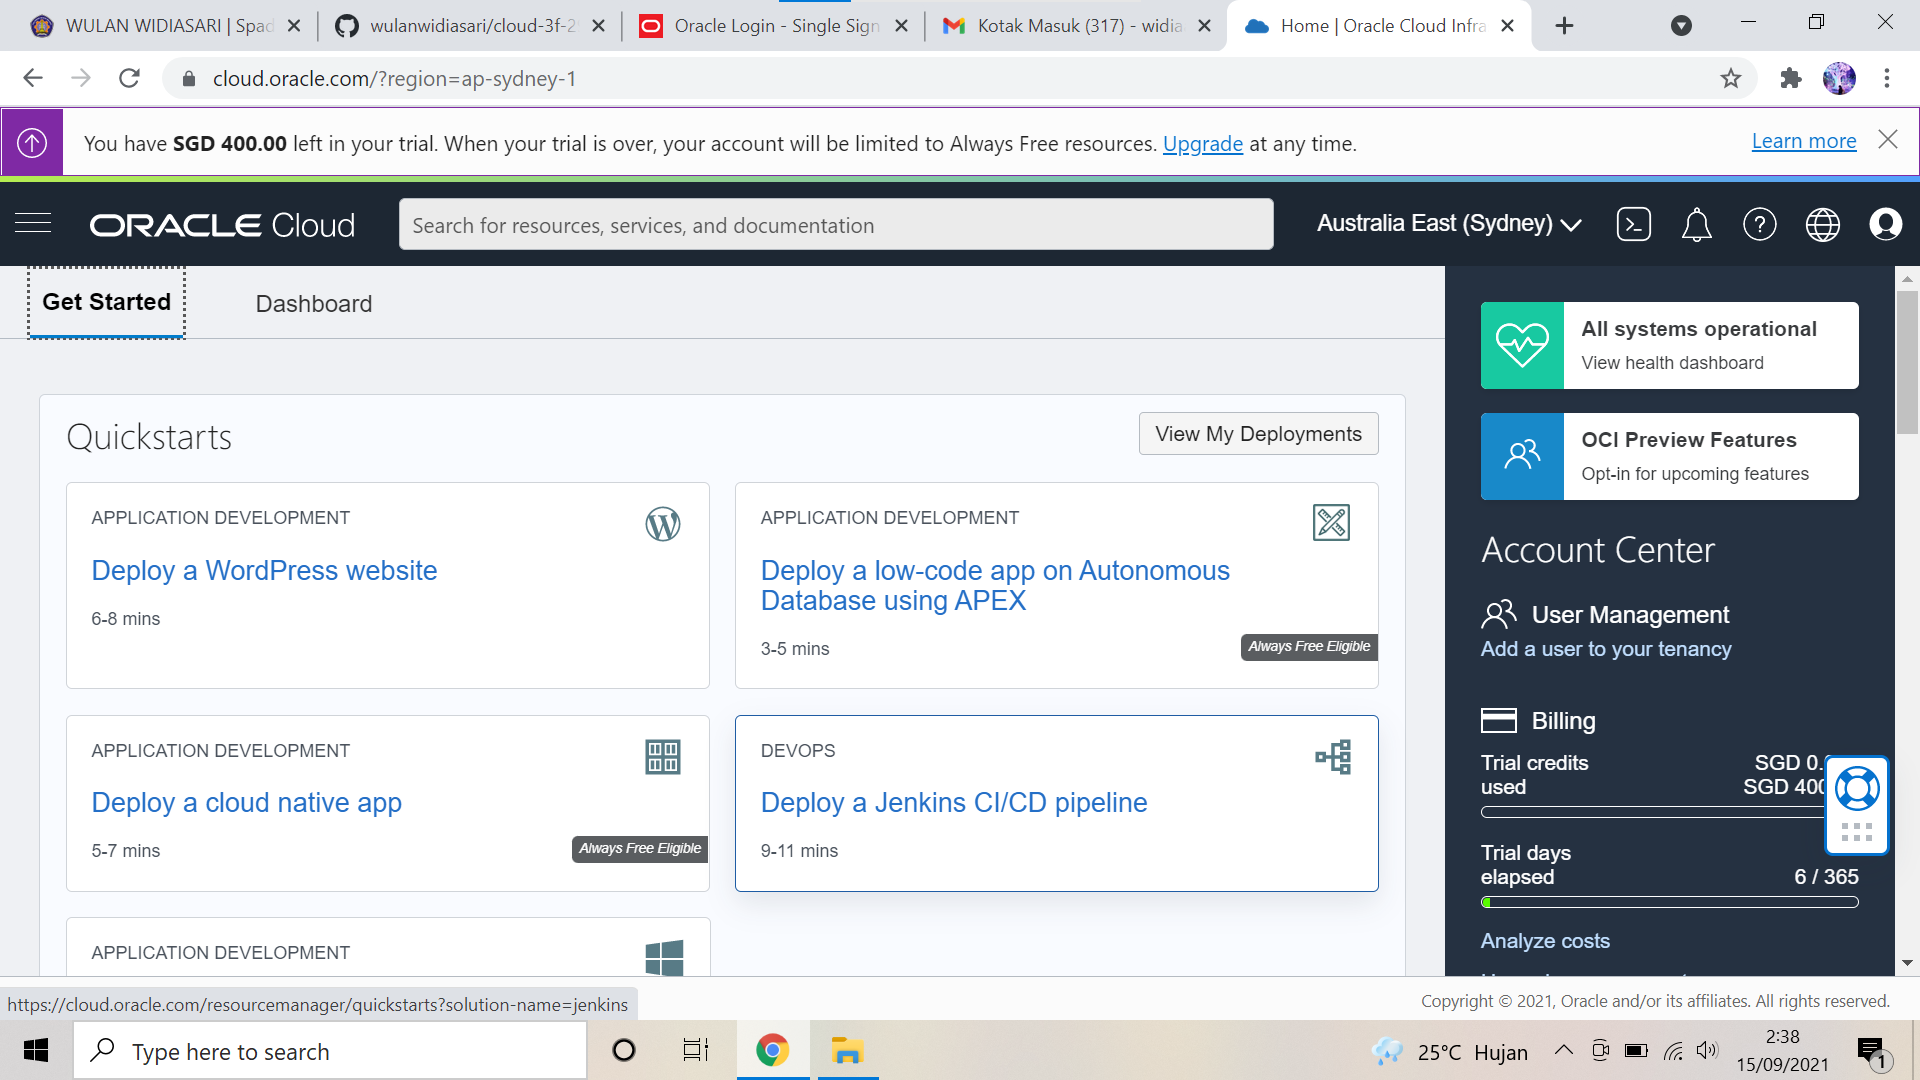 WULAN WIDIASARI | Spad
wulanwidiasari/cloud-3f-2
Oracle Login - Single Sign
Kotak Masuk (317) - widia
Home | Oracle Cloud Infra
cloud.oracle.com/?region=ap-sydney-1
You have SGD 400.00 left in your trial. When your trial is over, your account will be limited to Always Free resources. Upgrade at any time.
Learn more
ORACLE Cloud
Search for resources, services, and documentation
Australia East (Sydney)
Get Started
Dashboard
Quickstarts
View My Deployments
APPLICATION DEVELOPMENT
Deploy a WordPress website
6-8 mins
APPLICATION DEVELOPMENT
Deploy a low-code app on Autonomous
Database using APEX
3-5 mins
Always Free Eligible
APPLICATION DEVELOPMENT
Deploy a cloud native app
5-7 mins
Always Free Eligible
DEVOPS
Deploy a Jenkins CI/CD pipeline
9-11 mins
APPLICATION DEVELOPMENT
All systems operational
View health dashboard
OCI Preview Features
Opt-in for upcoming features
Account Center
User Management
Add a user to your tenancy
Billing
Trial credits
used
SGD 0.
SGD 400
Trial days
elapsed
6 / 365
Analyze costs
https://cloud.oracle.com/resourcemanager/quickstarts?solution-name=jenkins
Copyright © 2021, Oracle and/or its affiliates. All rights reserved.
Type here to search
25°C Hujan
2:38
15/09/2021
1